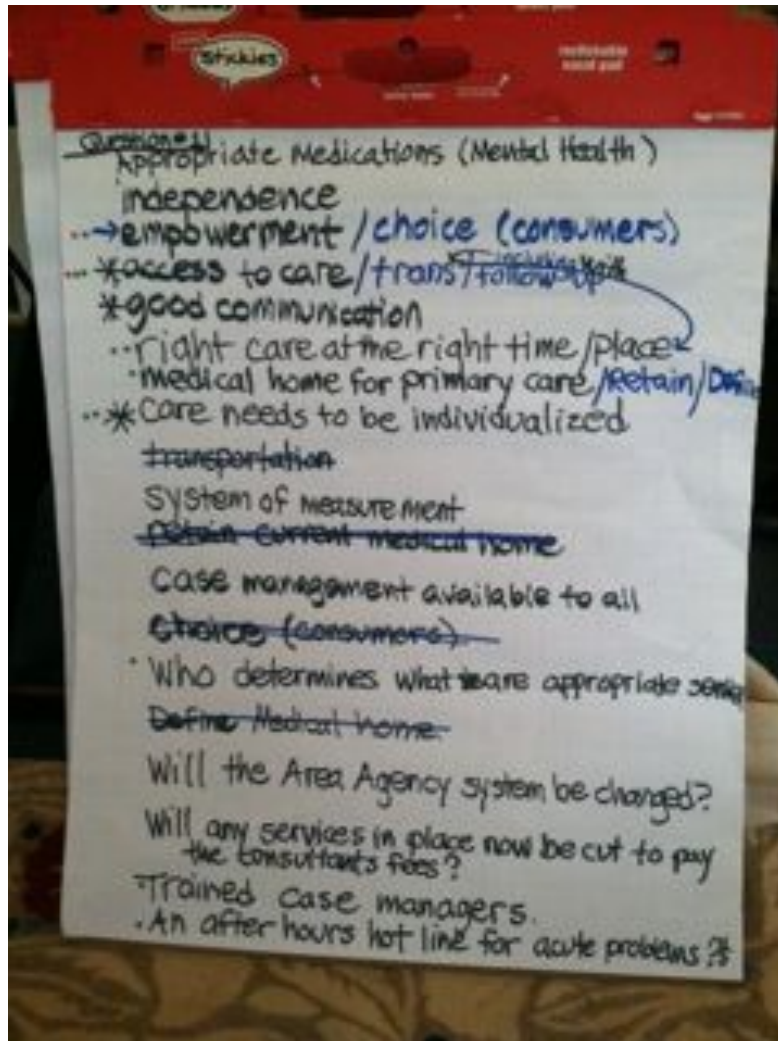 stickies
Question #1
Appropriate Medications (Mental Health)
independence
→ empowerment / choice (consumers)
* access to care / trans / follow up
* good communication
right care at the right time / place
medical home for primary care / Retain / Define
* care needs to be individualized
transportation
system of measurement
Retain current medical home
case management available to all
Choice (consumers)
Who determines what are appropriate
Define Medical home
Will the Area Agency system be changed?
Will any services in place now be cut to pay
the consultants fees?
Trained case managers.
An after hours hot line for acute problems?